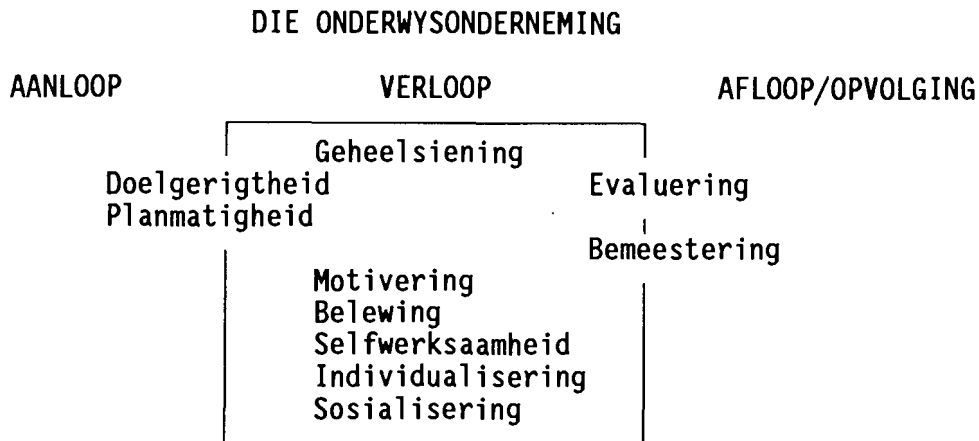 DIE ONDERWYSONDERNEMING
AANLOOP VERLOOP AFLOOP/OPVOLGING
Geheelsiening
Doelgerigtheid Evaluering
Planmatigheid
Bemeestering
Motivering
Belewing
Selfwerksaamheid
Individualisering
Sosialisering